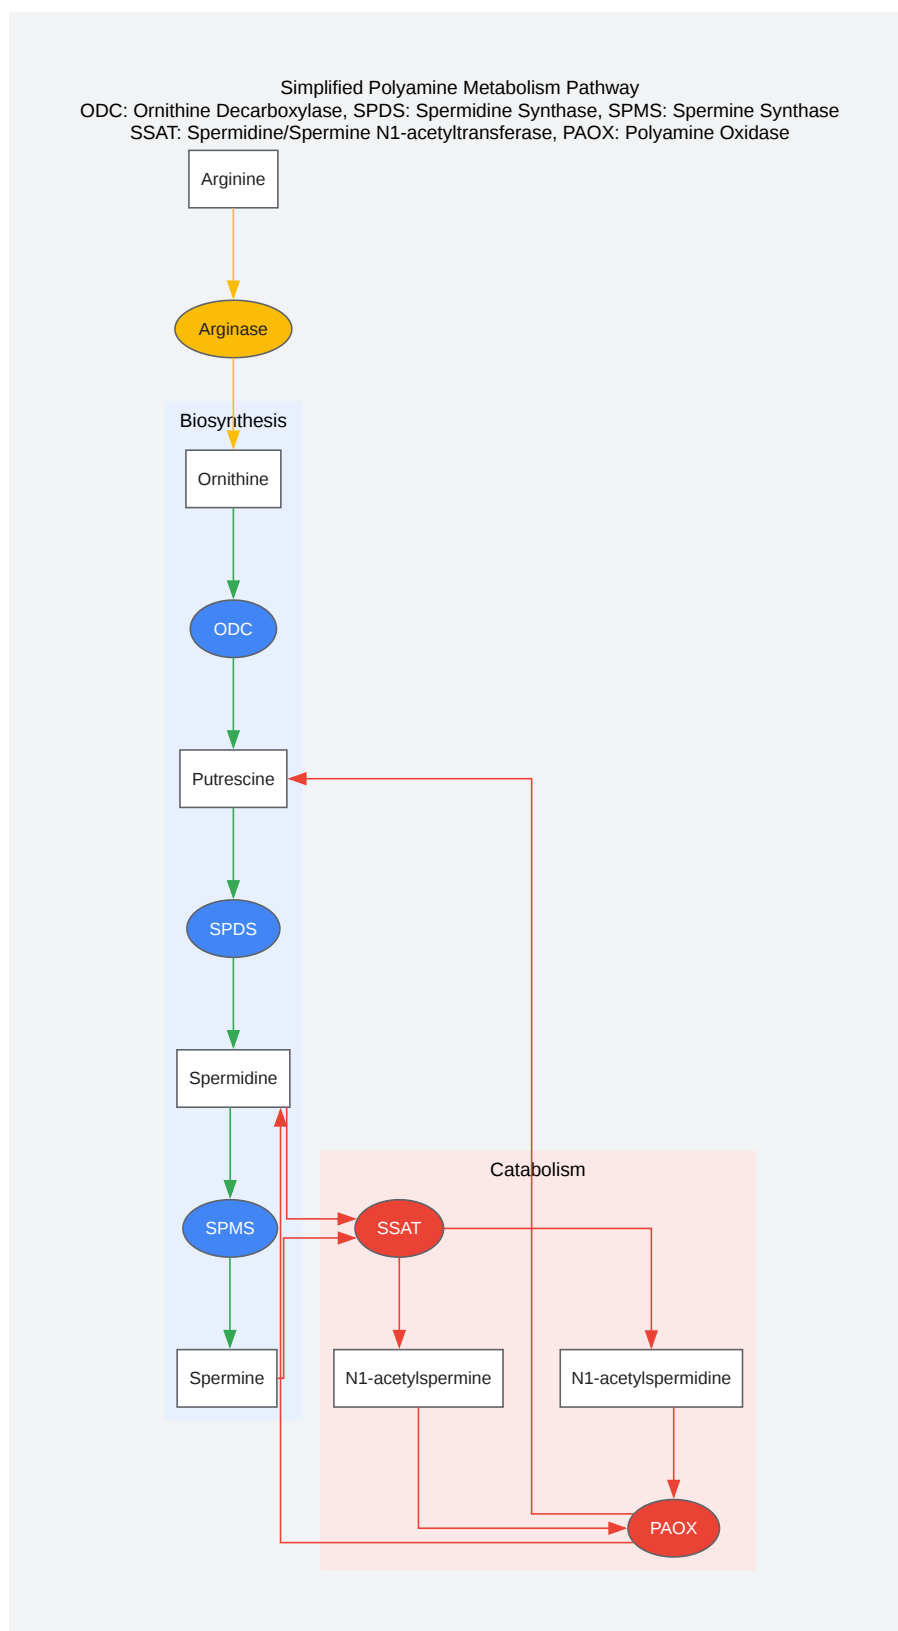 Simplified Polyamine Metabolism Pathway
ODC: Ornithine Decarboxylase, SPDS: Spermidine Synthase, SPMS: Spermine Synthase
SSAT: Spermidine/Spermine N1-acetyltransferase, PAOX: Polyamine Oxidase
Arginine
Arginase
Biosynthesis
Ornithine
ODC
Putrescine
SPDS
Spermidine
Catabolism
SPMS
SSAT
Spermine
N1-acetylspermine
N1-acetylspermidine
PAOX